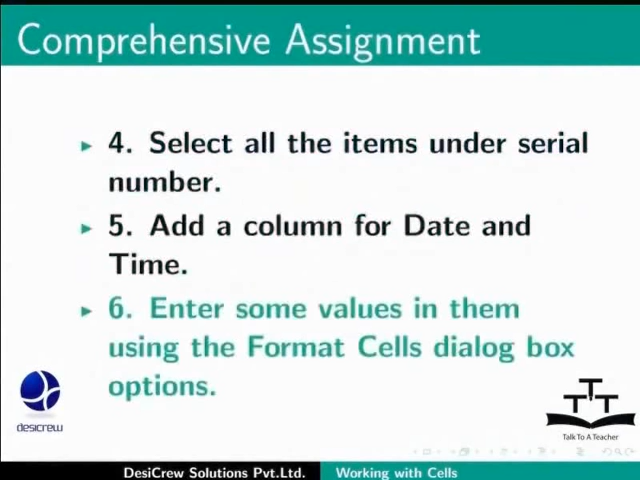 Comprehensive Assignment
4. Select all the items under serial
number.
5. Add a column for Date and
Time.
6. Enter some values in them
using the Format Cells dialog box
options.
desicrew
TTT
Talk To A Teacher
DesiCrew Solutions Pvt.Ltd.
Working with Cells